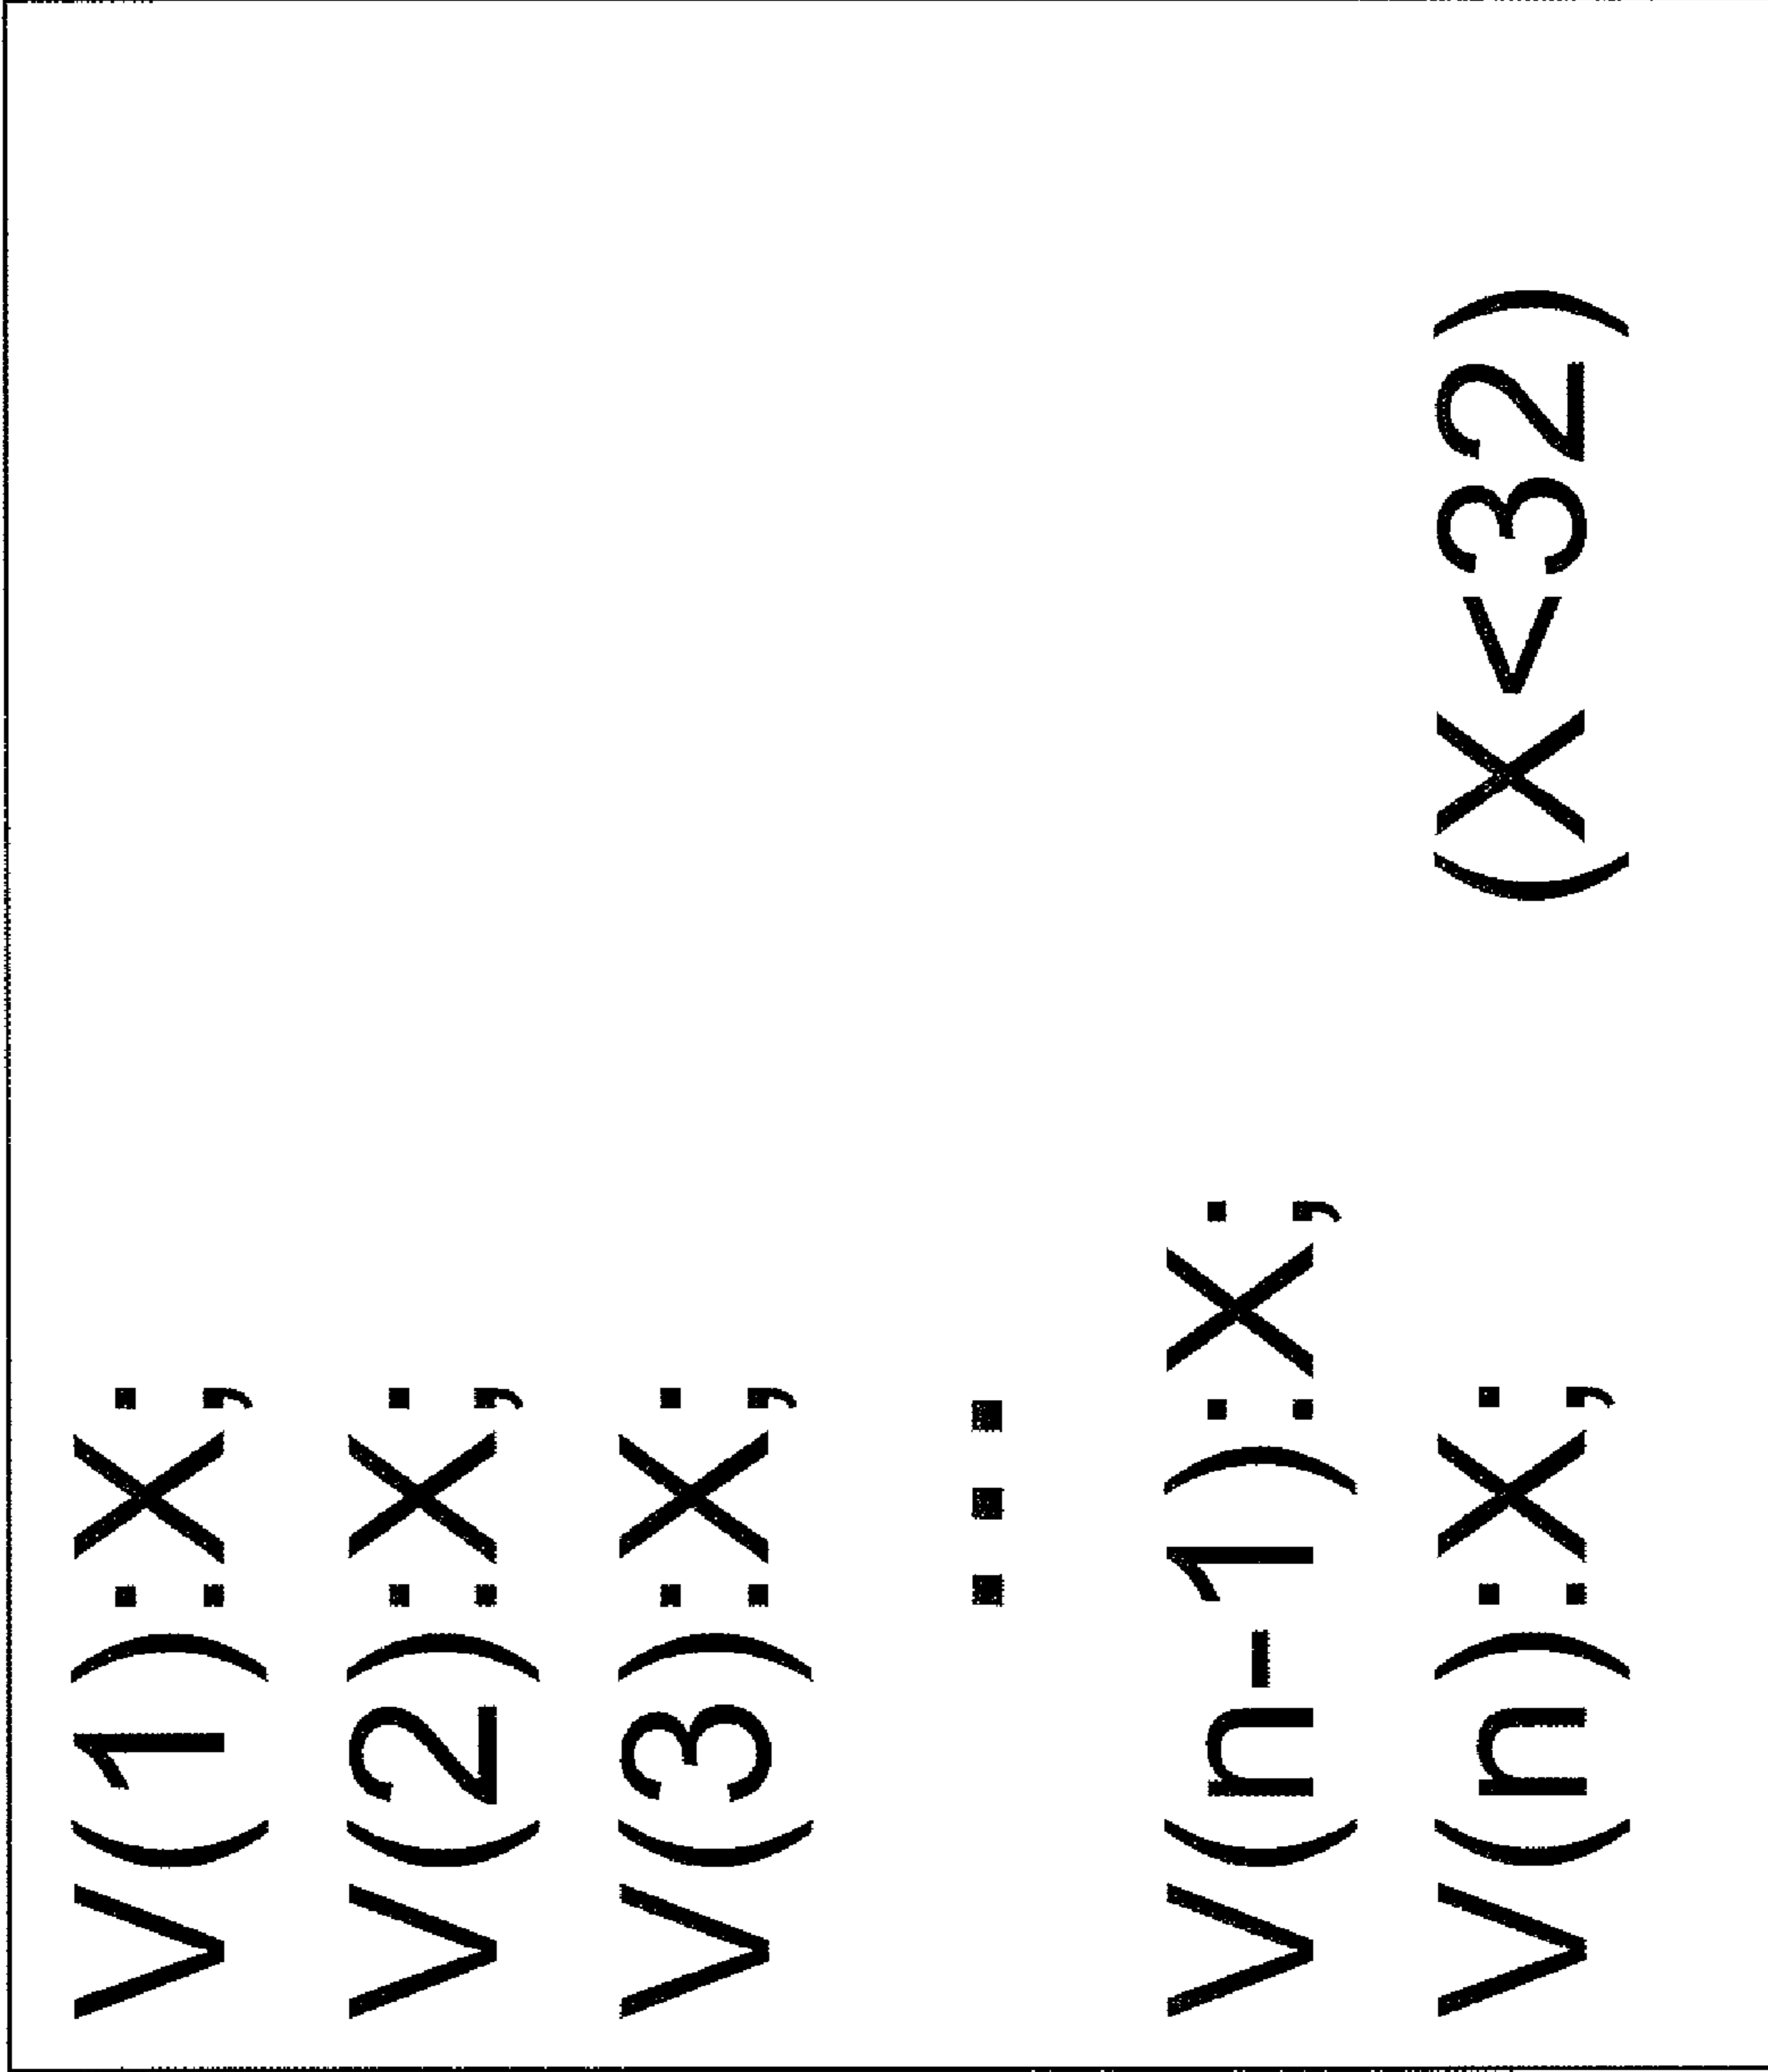 V(1):X;
V(2):X;
V(3):X;
...
V(n-1):X;
V(n):X; (X<32)